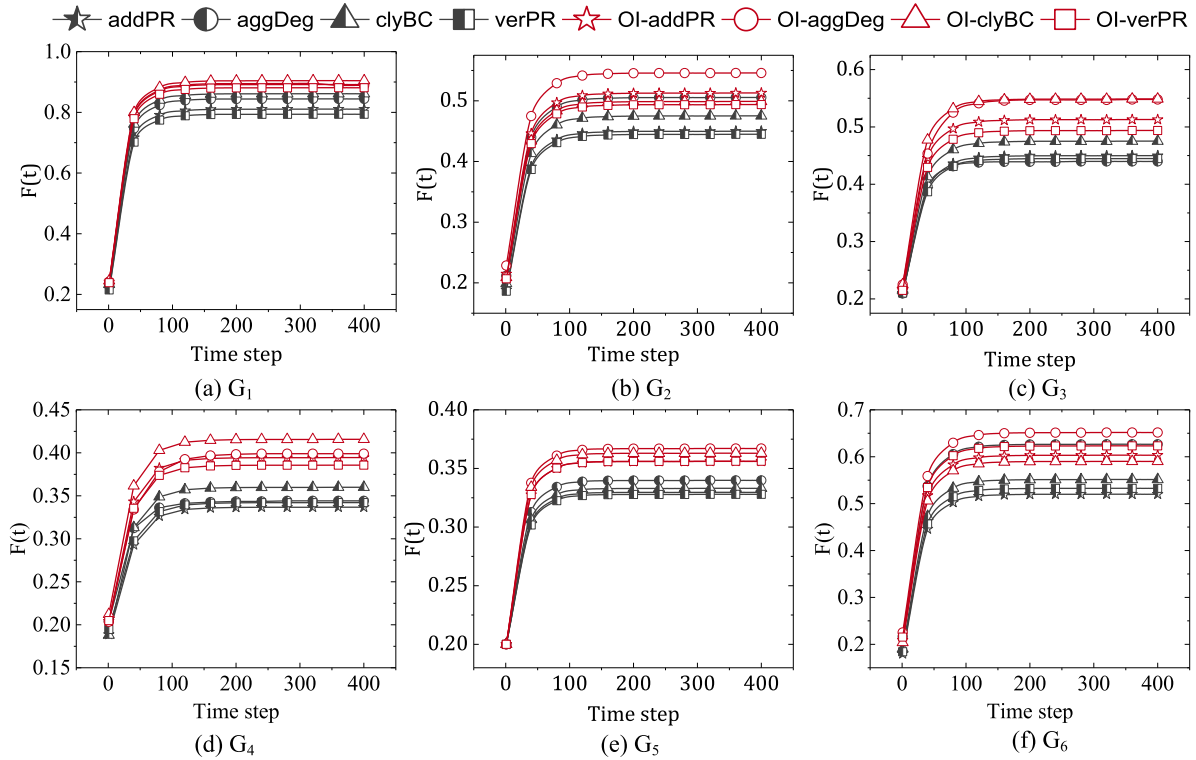 addPR aggDeg clyBC verPR OI-addPR OI-aggDeg OI-clyBC OI-verPR
1.0
0.8
0.6
0.4
0.2
F(t)
0 100 200 300 400
Time step
(a) G1
0.5
0.4
0.3
0.2
F(t)
0 100 200 300 400
Time step
(b) G2
0.6
0.5
0.4
0.3
0.2
F(t)
0 100 200 300 400
Time step
(c) G3
0.45
0.40
0.35
0.30
0.25
0.20
0.15
F(t)
0 100 200 300 400
Time step
(d) G4
0.40
0.35
0.30
0.25
0.20
F(t)
0 100 200 300 400
Time step
(e) G5
0.7
0.6
0.5
0.4
0.3
0.2
F(t)
0 100 200 300 400
Time step
(f) G6